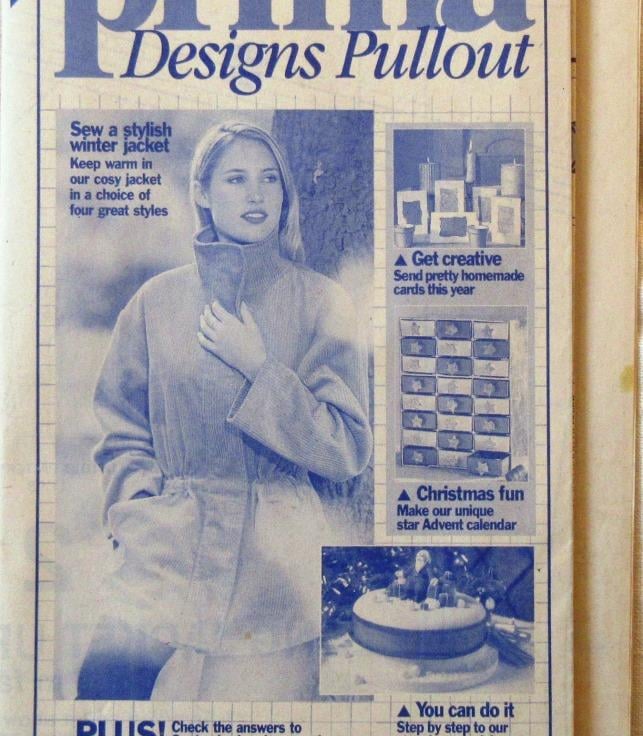 prima
Designs Pullout
Sew a stylish
winter jacket
Keep warm in
our cosy jacket
in a choice of
four great styles
▲ Get creative
Send pretty homemade
cards this year
▲ Christmas fun
Make our unique
star Advent calendar
▲ You can do it
Step by step to our
PLUS! Check the answers to